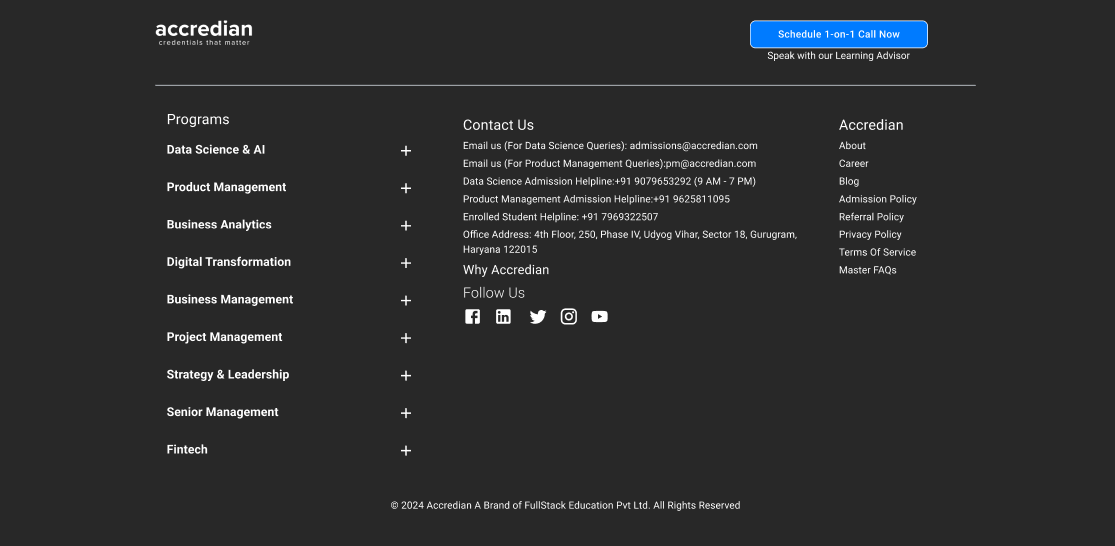 accredian
credentials that matter
Schedule 1-on-1 Call Now
Speak with our Learning Advisor
Programs
Data Science & AI
Product Management
Business Analytics
Digital Transformation
Business Management
Project Management
Strategy & Leadership
Senior Management
Fintech
Contact Us
Email us (For Data Science Queries): admissions@accredian.com
Email us (For Product Management Queries):pm@accredian.com
Data Science Admission Helpline:+91 9079653292 (9 AM - 7 PM)
Product Management Admission Helpline:+91 9625811095
Enrolled Student Helpline: +91 7969322507
Office Address: 4th Floor, 250, Phase IV, Udyog Vihar, Sector 18, Gurugram,
Haryana 122015
Why Accredian
Follow Us
Accredian
About
Career
Blog
Admission Policy
Referral Policy
Privacy Policy
Terms Of Service
Master FAQs
© 2024 Accredian A Brand of FullStack Education Pvt Ltd. All Rights Reserved